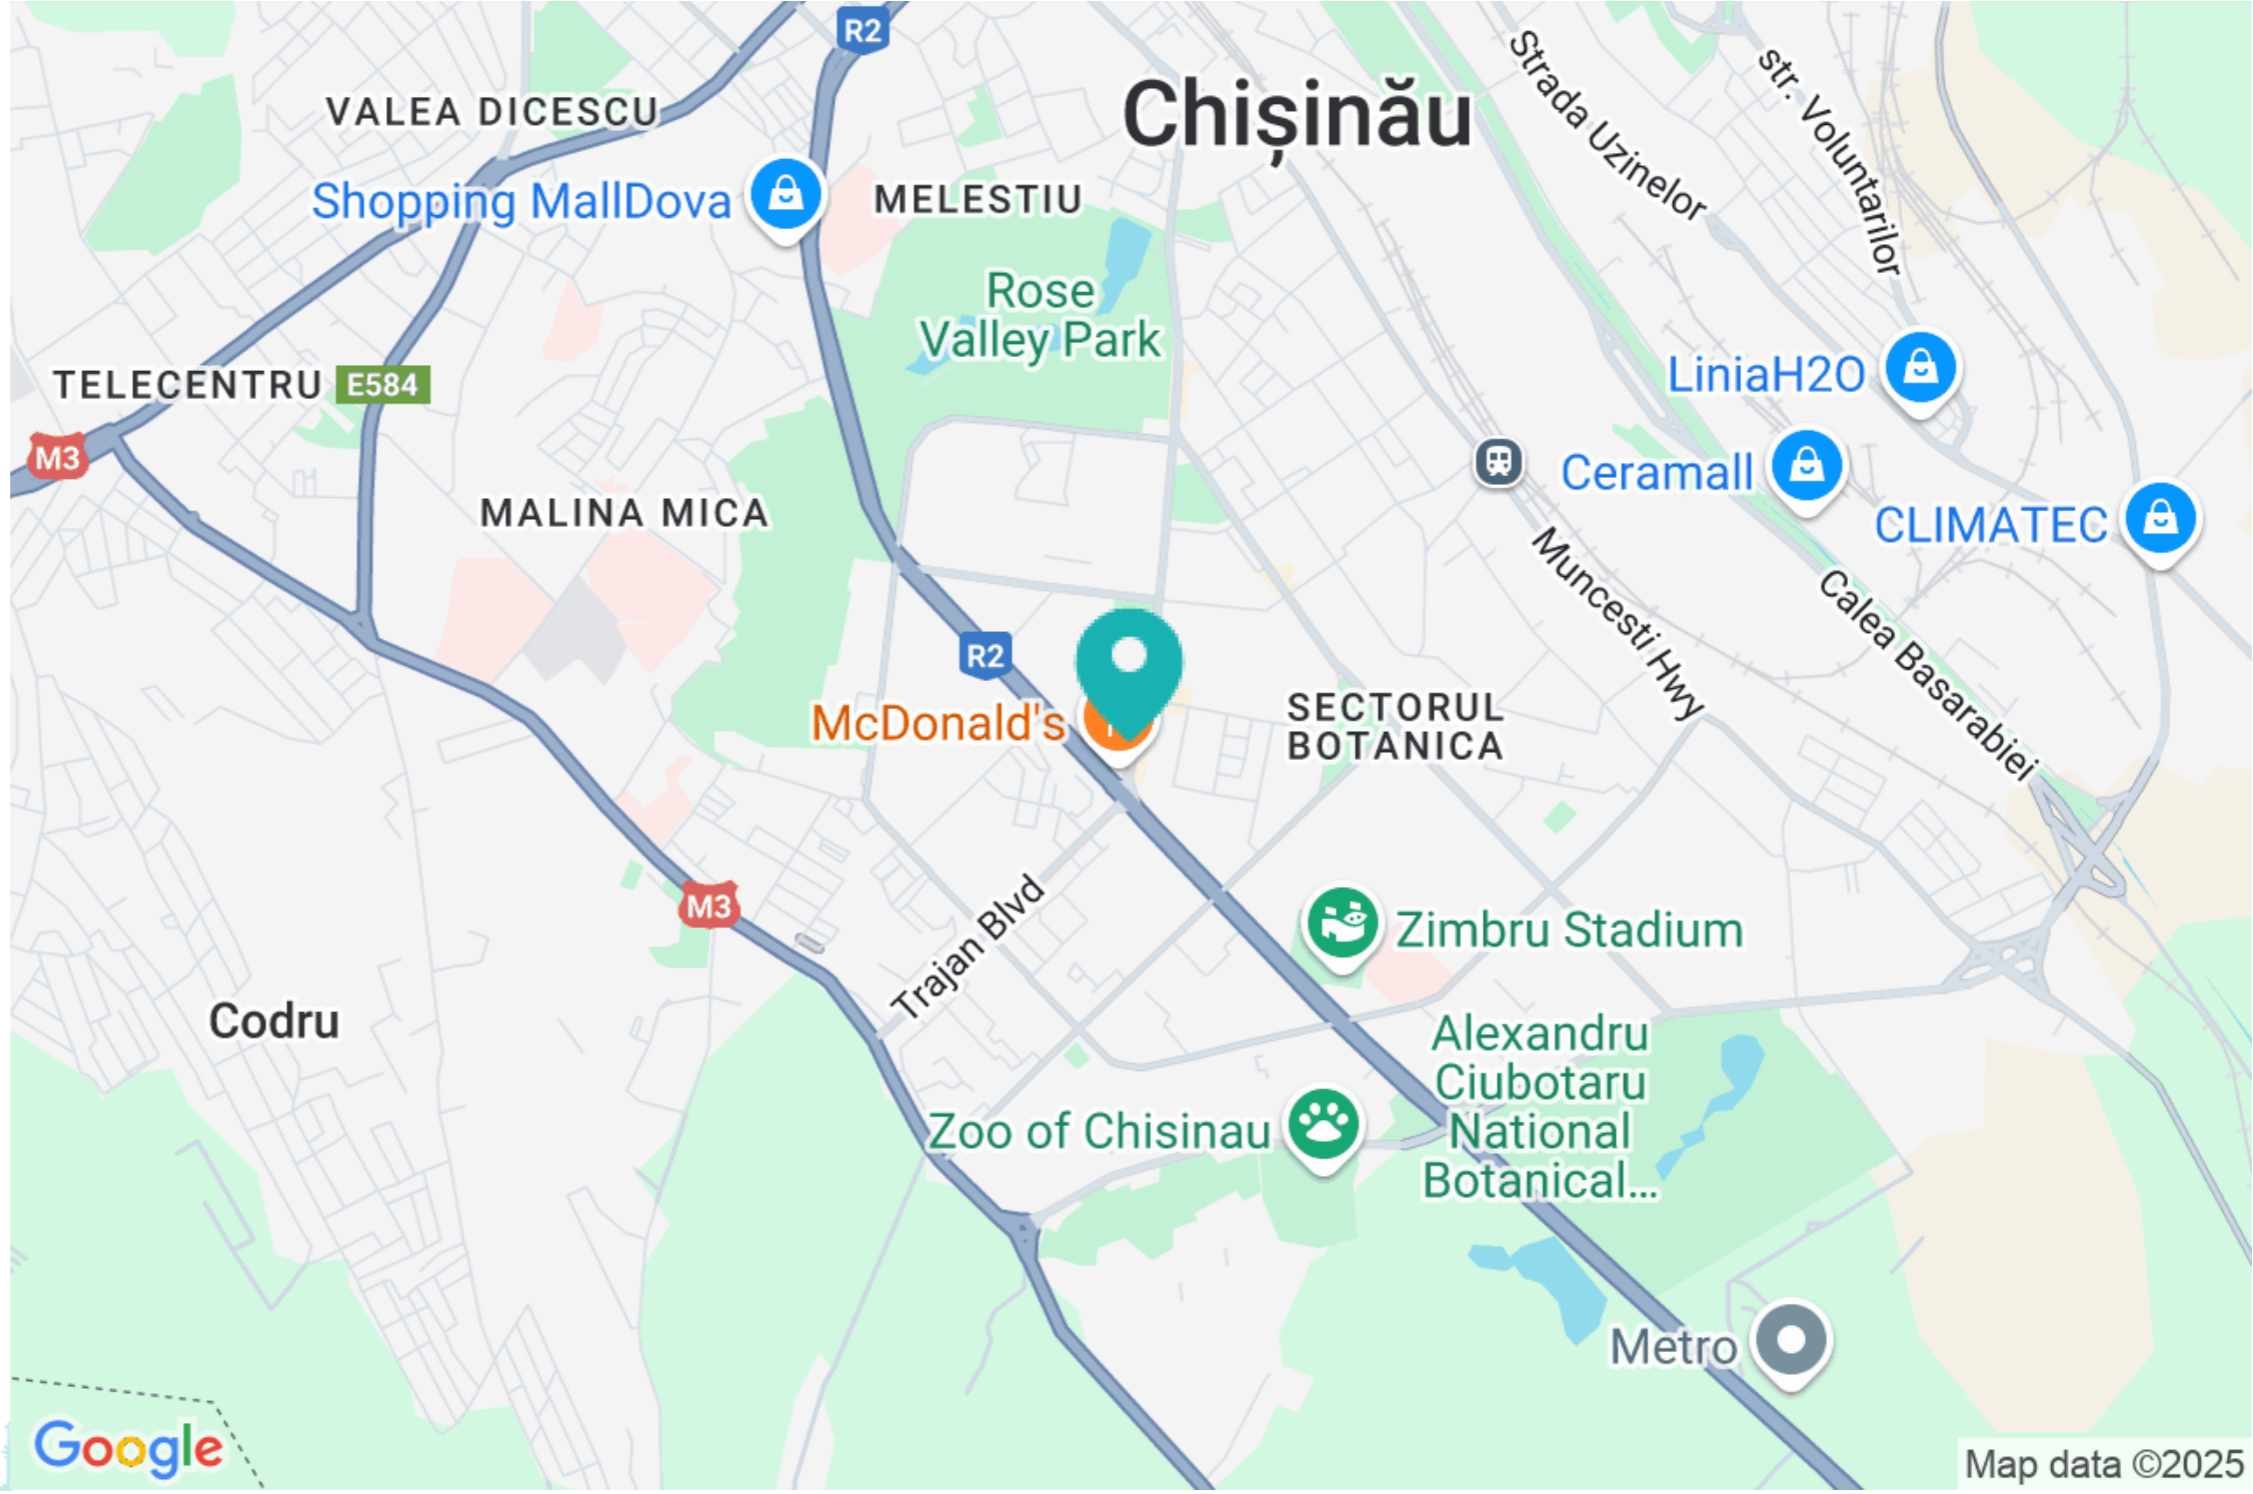 R2
Chișinău
VALEA DICESCU
Strada Uzinelor
str. Voluntarilor
Shopping MallDova
MELESTIU
Rose
Valley Park
TELECENTRU
E584
LiniaH2O
M3
Ceramall
MALINA MICA
CLIMATEC
Muncesti Hwy
Calea Basarabiei
R2
McDonald's
SECTORUL
BOTANICA
M3
Trajan Blvd
Zimbru Stadium
Codru
Alexandru
Ciubotaru
National
Botanical...
Zoo of Chisinau
Metro
Google
Map data ©2025